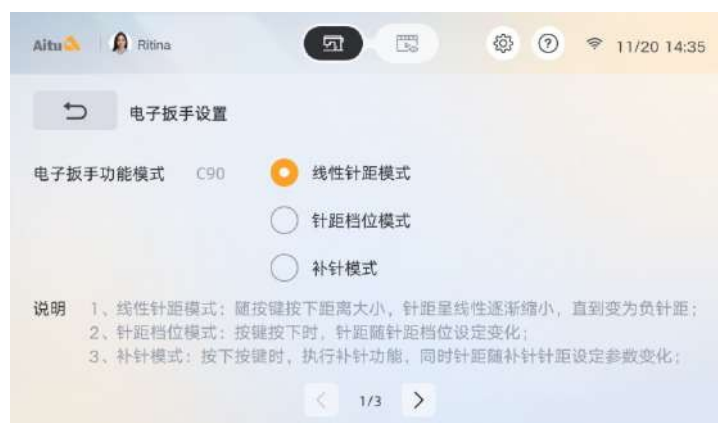 Aitu Ritina 11/20 14:35
电子扳手设置
电子扳手功能模式 C90 线性针距模式
针距档位模式
补针模式
说明 1、线性针距模式：随按键按下距离大小，针距呈线性逐渐缩小，直到变为负针距；
2、针距档位模式：按键按下时，针距随针距档位设定变化；
3、补针模式：按下按键时，执行补针功能，同时针距随补针针距设定参数变化；
1/3